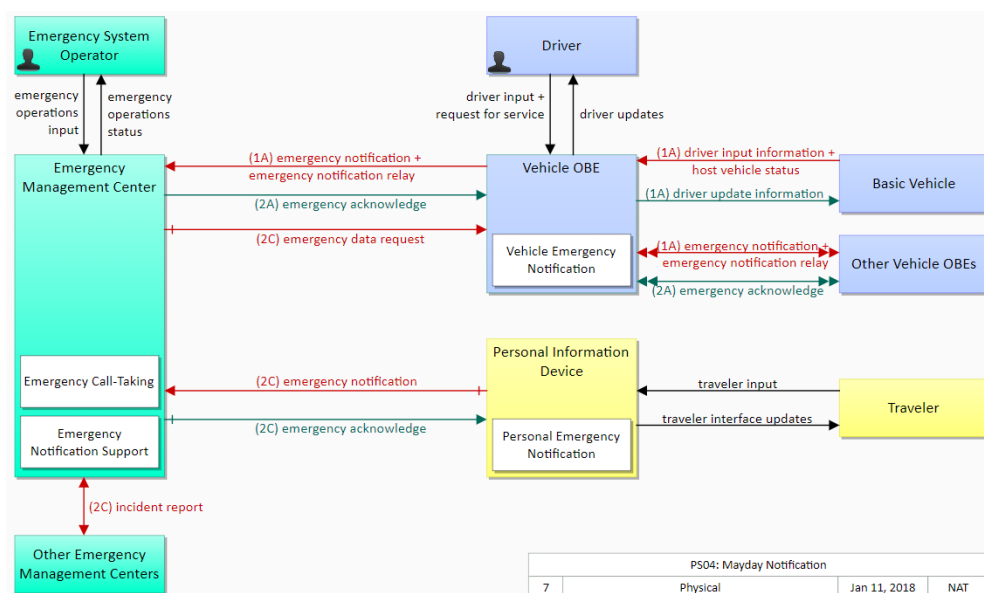 Emergency System
Operator
Driver
emergency
operations
input
emergency
operations
status
driver input +
request for service
driver updates
Emergency
Management Center
(1A) emergency notification +
emergency notification relay
(2A) emergency acknowledge
(2C) emergency data request
Vehicle OBE
Vehicle Emergency
Notification
(1A) driver input information +
host vehicle status
(1A) driver update information
Basic Vehicle
(1A) emergency notification +
emergency notification relay
(2A) emergency acknowledge
Other Vehicle OBEs
Emergency Call-Taking
Emergency
Notification Support
(2C) emergency notification
(2C) emergency acknowledge
Personal Information
Device
Personal Emergency
Notification
traveler input
traveler interface updates
Traveler
(2C) incident report
Other Emergency
Management Centers
PS04: Mayday Notification
7 Physical Jan 11, 2018 NAT